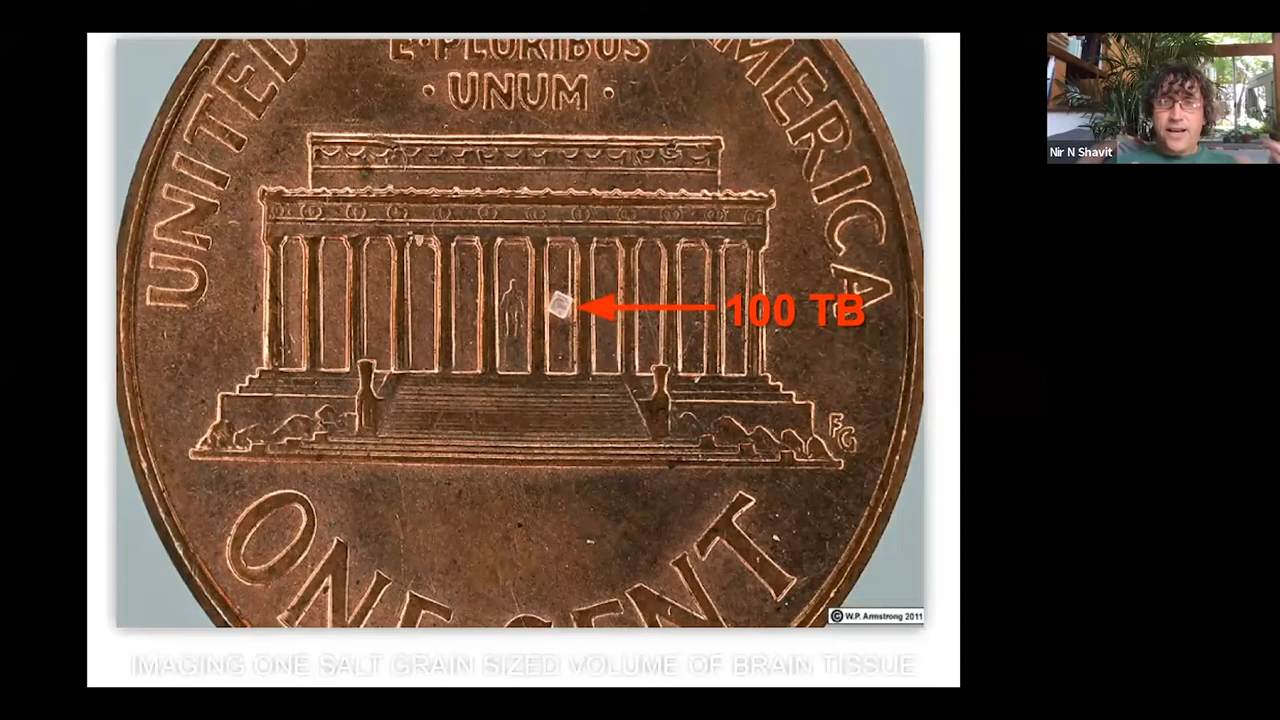 E·PLURIBUS
·UNUM·
UNITED
AMERICA
100 TB
FG
ONE CENT
© W.P. Armstrong 2011
IMAGING ONE SALT GRAIN SIZED VOLUME OF BRAIN TISSUE
Nir N Shavit